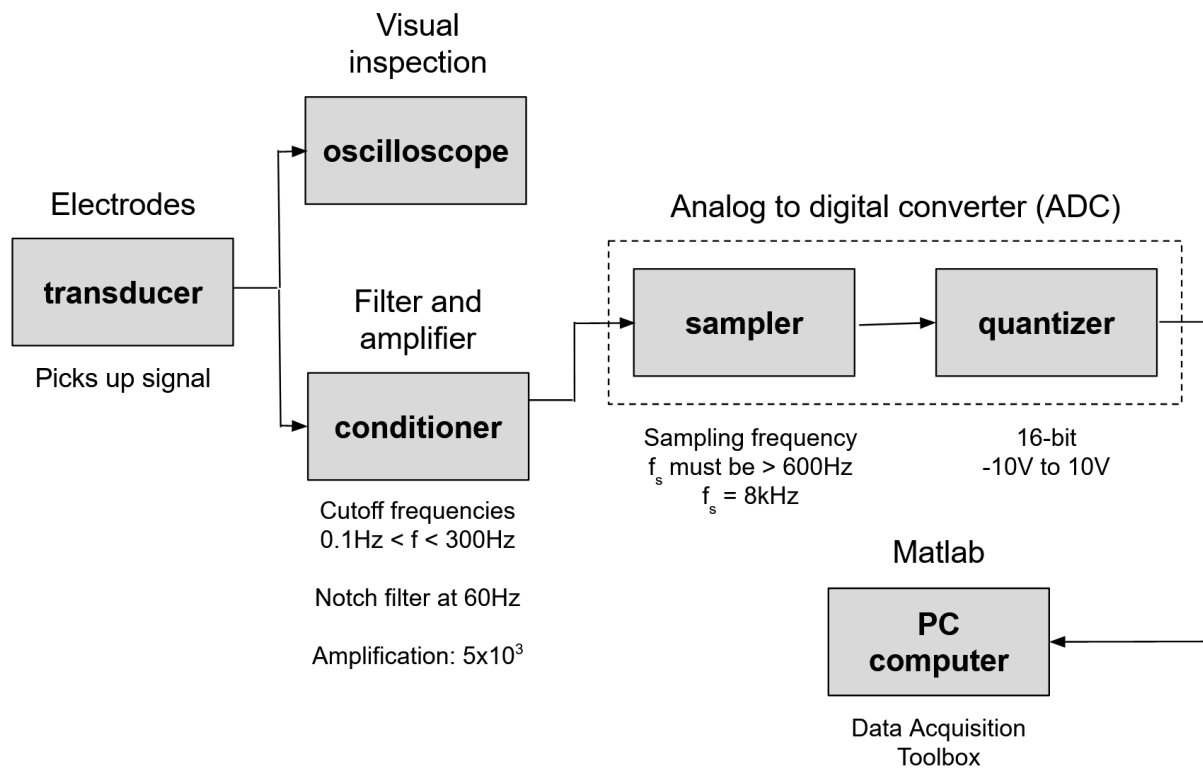 Visual
inspection
oscilloscope
Electrodes
transducer
Picks up signal
Filter and
amplifier
conditioner
Cutoff frequencies
0.1Hz < f < 300Hz
Notch filter at 60Hz
Amplification: 5x10³
Analog to digital converter (ADC)
sampler
Sampling frequency
fₛ must be > 600Hz
fₛ = 8kHz
quantizer
16-bit
-10V to 10V
Matlab
PC
computer
Data Acquisition
Toolbox